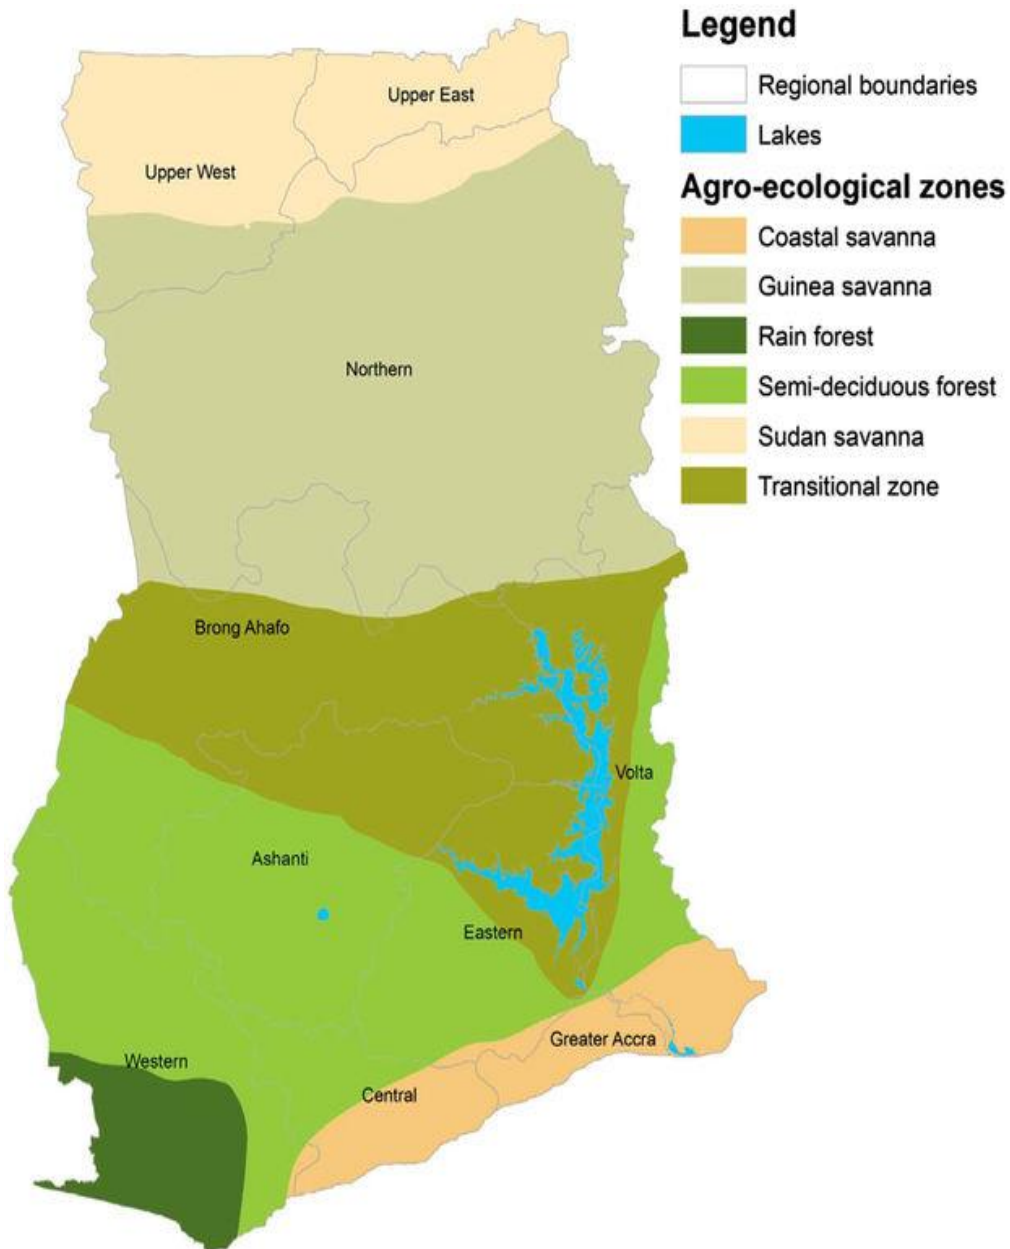 Legend
Regional boundaries
Lakes
Agro-ecological zones
Coastal savanna
Guinea savanna
Rain forest
Semi-deciduous forest
Sudan savanna
Transitional zone
Upper East
Upper West
Northern
Brong Ahafo
Volta
Ashanti
Eastern
Greater Accra
Western
Central